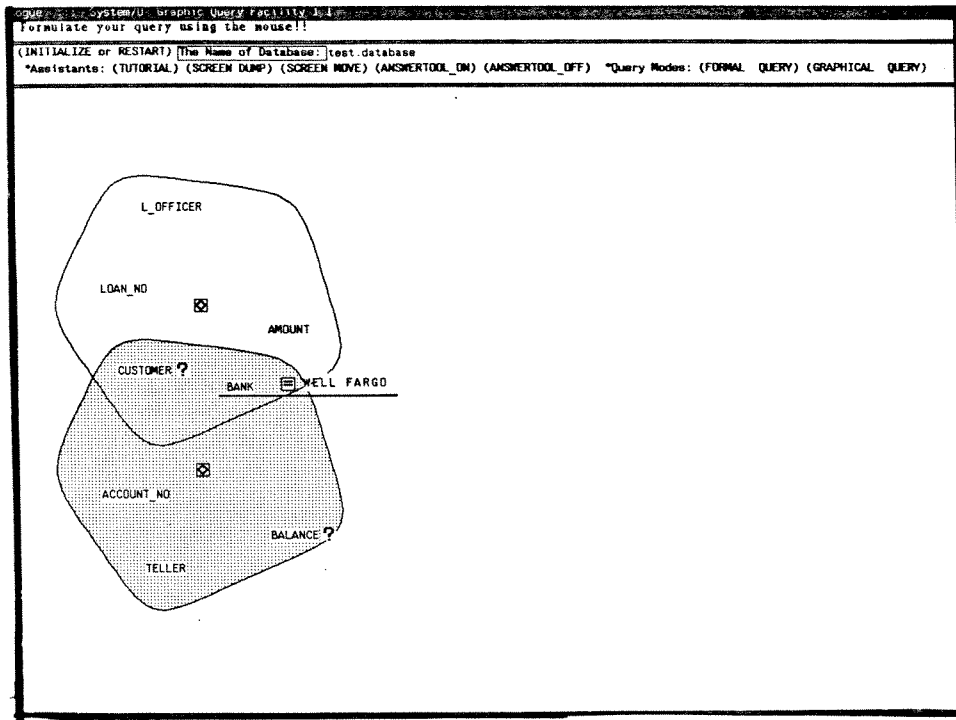 System/U Graphic Query Facility 1.1
Formulate your query using the mouse!!
(INITIALIZE or RESTART) The Name of Database: test.database
*Assistants: (TUTORIAL) (SCREEN DUMP) (SCREEN MOVE) (ANSWERTOOL_ON) (ANSWERTOOL_OFF) *Query Modes: (FORMAL QUERY) (GRAPHICAL QUERY)
L_OFFICER
LOAN_NO
AMOUNT
CUSTOMER ?
BANK = WELL FARGO
ACCOUNT_NO
BALANCE ?
TELLER